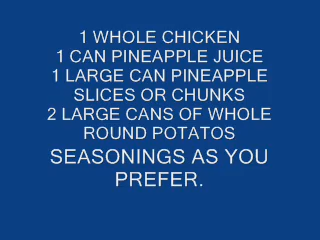 1 WHOLE CHICKEN
1 CAN PINEAPPLE JUICE
1 LARGE CAN PINEAPPLE
SLICES OR CHUNKS
2 LARGE CANS OF WHOLE
ROUND POTATOS
SEASONINGS AS YOU
PREFER.